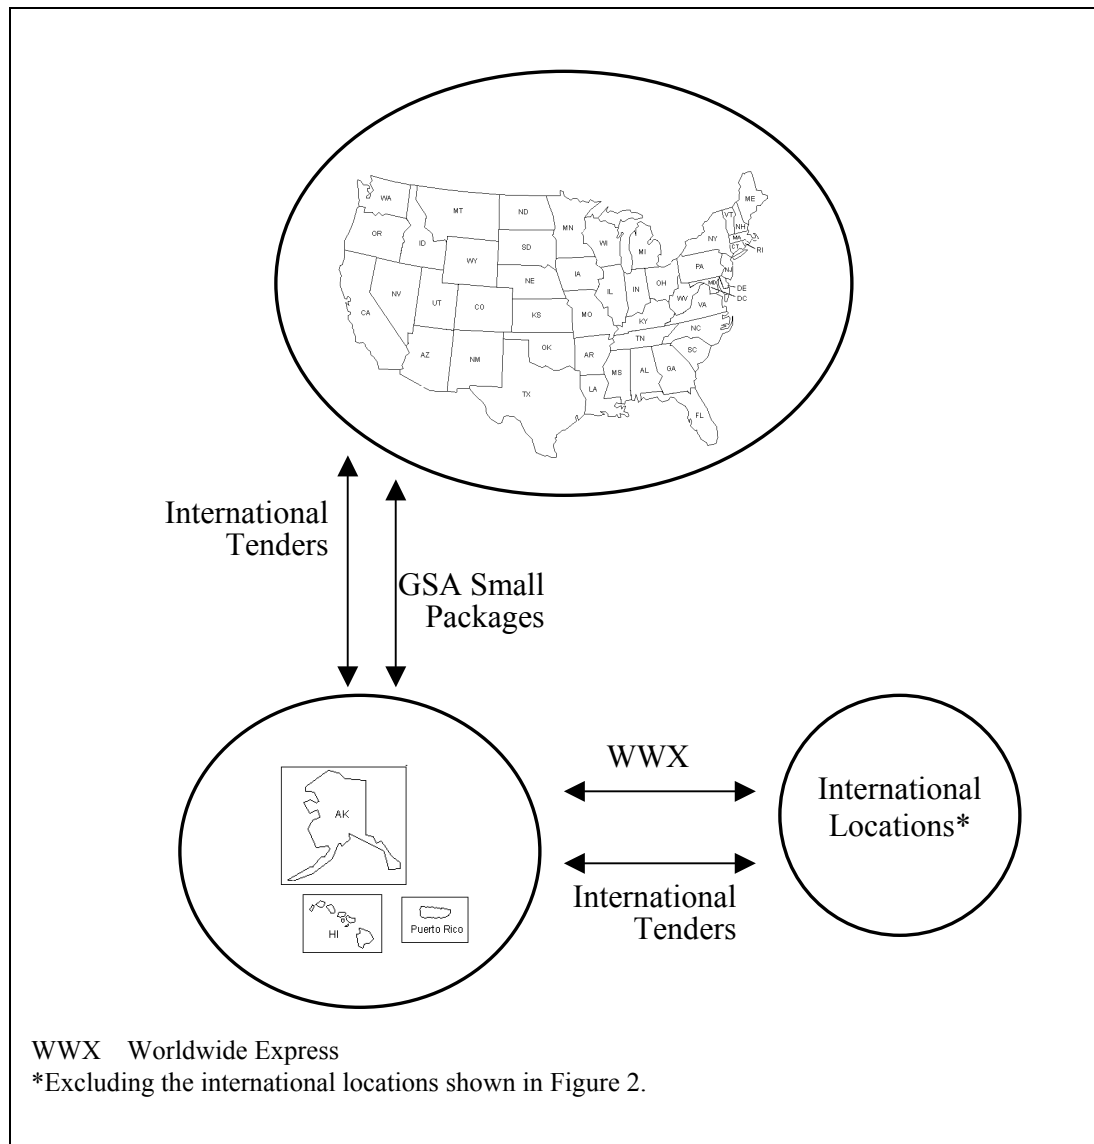 WA
MT
ND
MN
ME
VT
NH
OR
ID
SD
WI
MI
NY
MA
CT
RI
WY
NE
IA
PA
NJ
NV
UT
CO
IL
IN
OH
MD
DE
DC
CA
KS
MO
WV
VA
KY
NC
AZ
NM
OK
AR
TN
SC
TX
LA
MS
AL
GA
FL
International
Tenders
GSA Small
Packages
WWX
International
Locations*
AK
International
Tenders
HI
Puerto Rico
WWX Worldwide Express
*Excluding the international locations shown in Figure 2.